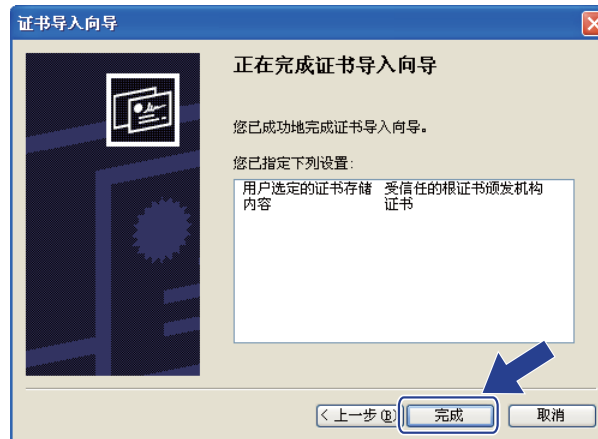 证书导入向导
正在完成证书导入向导
您已成功地完成证书导入向导。
您已指定下列设置:
用户选定的证书存储 受信任的根证书颁发机构
内容 证书
< 上一步(B)
完成
取消